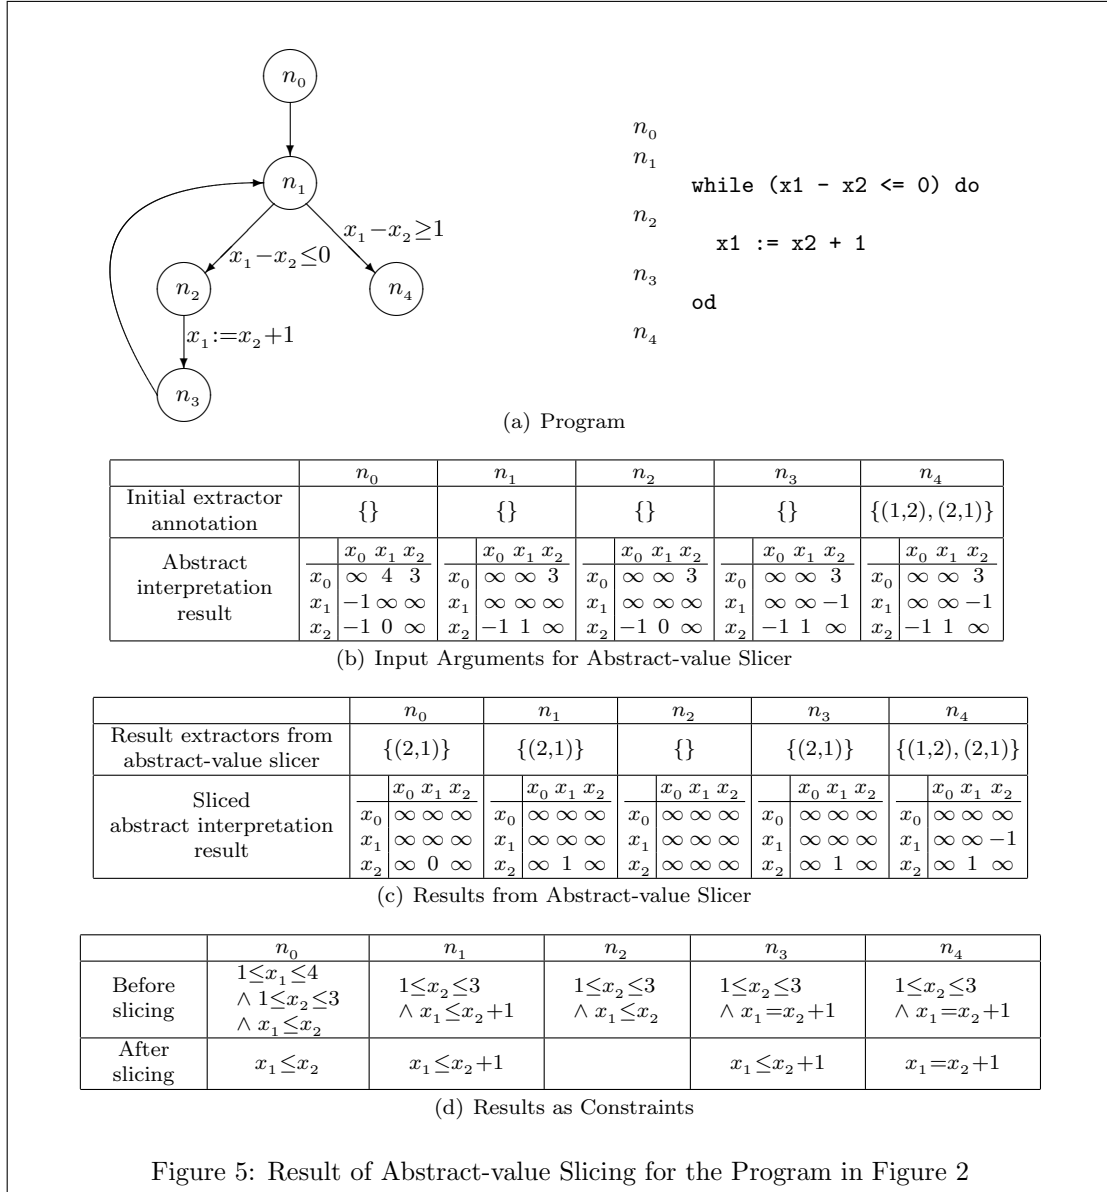 n₀
n₁
x₁−x₂≥1
x₁−x₂≤0
n₂
n₄
x₁:=x₂+1
n₃
n₀
n₁
while (x1 - x2 <= 0) do
n₂
x1 := x2 + 1
n₃
od
n₄
(a) Program
n₀ n₁ n₂ n₃ n₄
Initial extractor
annotation
{} {} {} {} {(1,2), (2,1)}
Abstract
interpretation
result
x₀ x₁ x₂ x₀ x₁ x₂ x₀ x₁ x₂ x₀ x₁ x₂ x₀ x₁ x₂
x₀ ∞ 4 3 x₀ ∞ ∞ 3 x₀ ∞ ∞ 3 x₀ ∞ ∞ 3 x₀ ∞ ∞ 3
x₁ −1 ∞ ∞ x₁ ∞ ∞ ∞ x₁ ∞ ∞ ∞ x₁ ∞ ∞ −1 x₁ ∞ ∞ −1
x₂ −1 0 ∞ x₂ −1 1 ∞ x₂ −1 0 ∞ x₂ −1 1 ∞ x₂ −1 1 ∞
(b) Input Arguments for Abstract-value Slicer
n₀ n₁ n₂ n₃ n₄
Result extractors from
abstract-value slicer
{(2,1)} {(2,1)} {} {(2,1)} {(1,2), (2,1)}
Sliced
abstract interpretation
result
x₀ x₁ x₂ x₀ x₁ x₂ x₀ x₁ x₂ x₀ x₁ x₂ x₀ x₁ x₂
x₀ ∞ ∞ ∞ x₀ ∞ ∞ ∞ x₀ ∞ ∞ ∞ x₀ ∞ ∞ ∞ x₀ ∞ ∞ ∞
x₁ ∞ ∞ ∞ x₁ ∞ ∞ ∞ x₁ ∞ ∞ ∞ x₁ ∞ ∞ ∞ x₁ ∞ ∞ −1
x₂ ∞ 0 ∞ x₂ ∞ 1 ∞ x₂ ∞ ∞ ∞ x₂ ∞ 1 ∞ x₂ ∞ 1 ∞
(c) Results from Abstract-value Slicer
n₀ n₁ n₂ n₃ n₄
Before
slicing
1≤x₁≤4
∧ 1≤x₂≤3
∧ x₁≤x₂
1≤x₂≤3
∧ x₁≤x₂+1
1≤x₂≤3
∧ x₁≤x₂
1≤x₂≤3
∧ x₁=x₂+1
1≤x₂≤3
∧ x₁=x₂+1
After
slicing
x₁≤x₂ x₁≤x₂+1 x₁≤x₂+1 x₁=x₂+1
(d) Results as Constraints
Figure 5: Result of Abstract-value Slicing for the Program in Figure 2